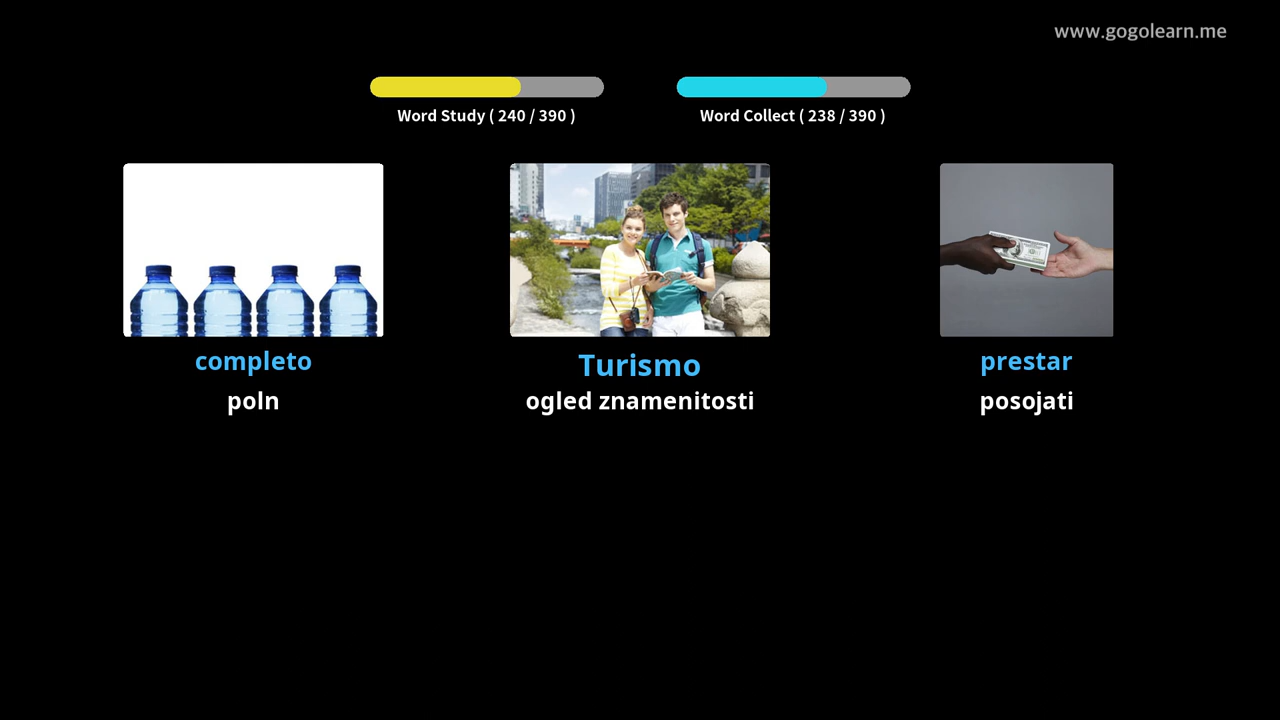 www.gogolearn.me
Word Study ( 240 / 390 )
Word Collect ( 238 / 390 )
completo
poln
Turismo
ogled znamenitosti
prestar
posojati